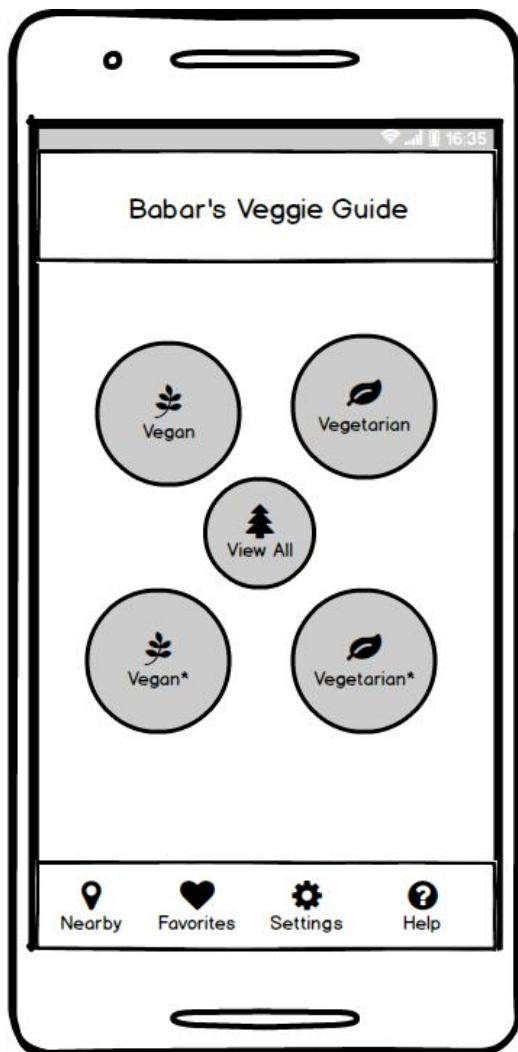 16:35
Babar's Veggie Guide
Vegan
Vegetarian
View All
Vegan*
Vegetarian*
Nearby
Favorites
Settings
Help